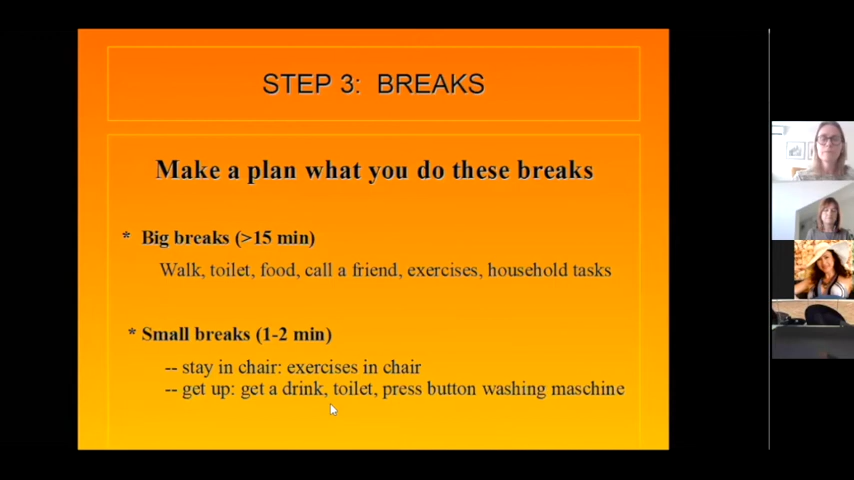 STEP 3: BREAKS
Make a plan what you do these breaks
* Big breaks (>15 min)
Walk, toilet, food, call a friend, exercises, household tasks
* Small breaks (1-2 min)
-- stay in chair: exercises in chair
-- get up: get a drink, toilet, press button washing maschine